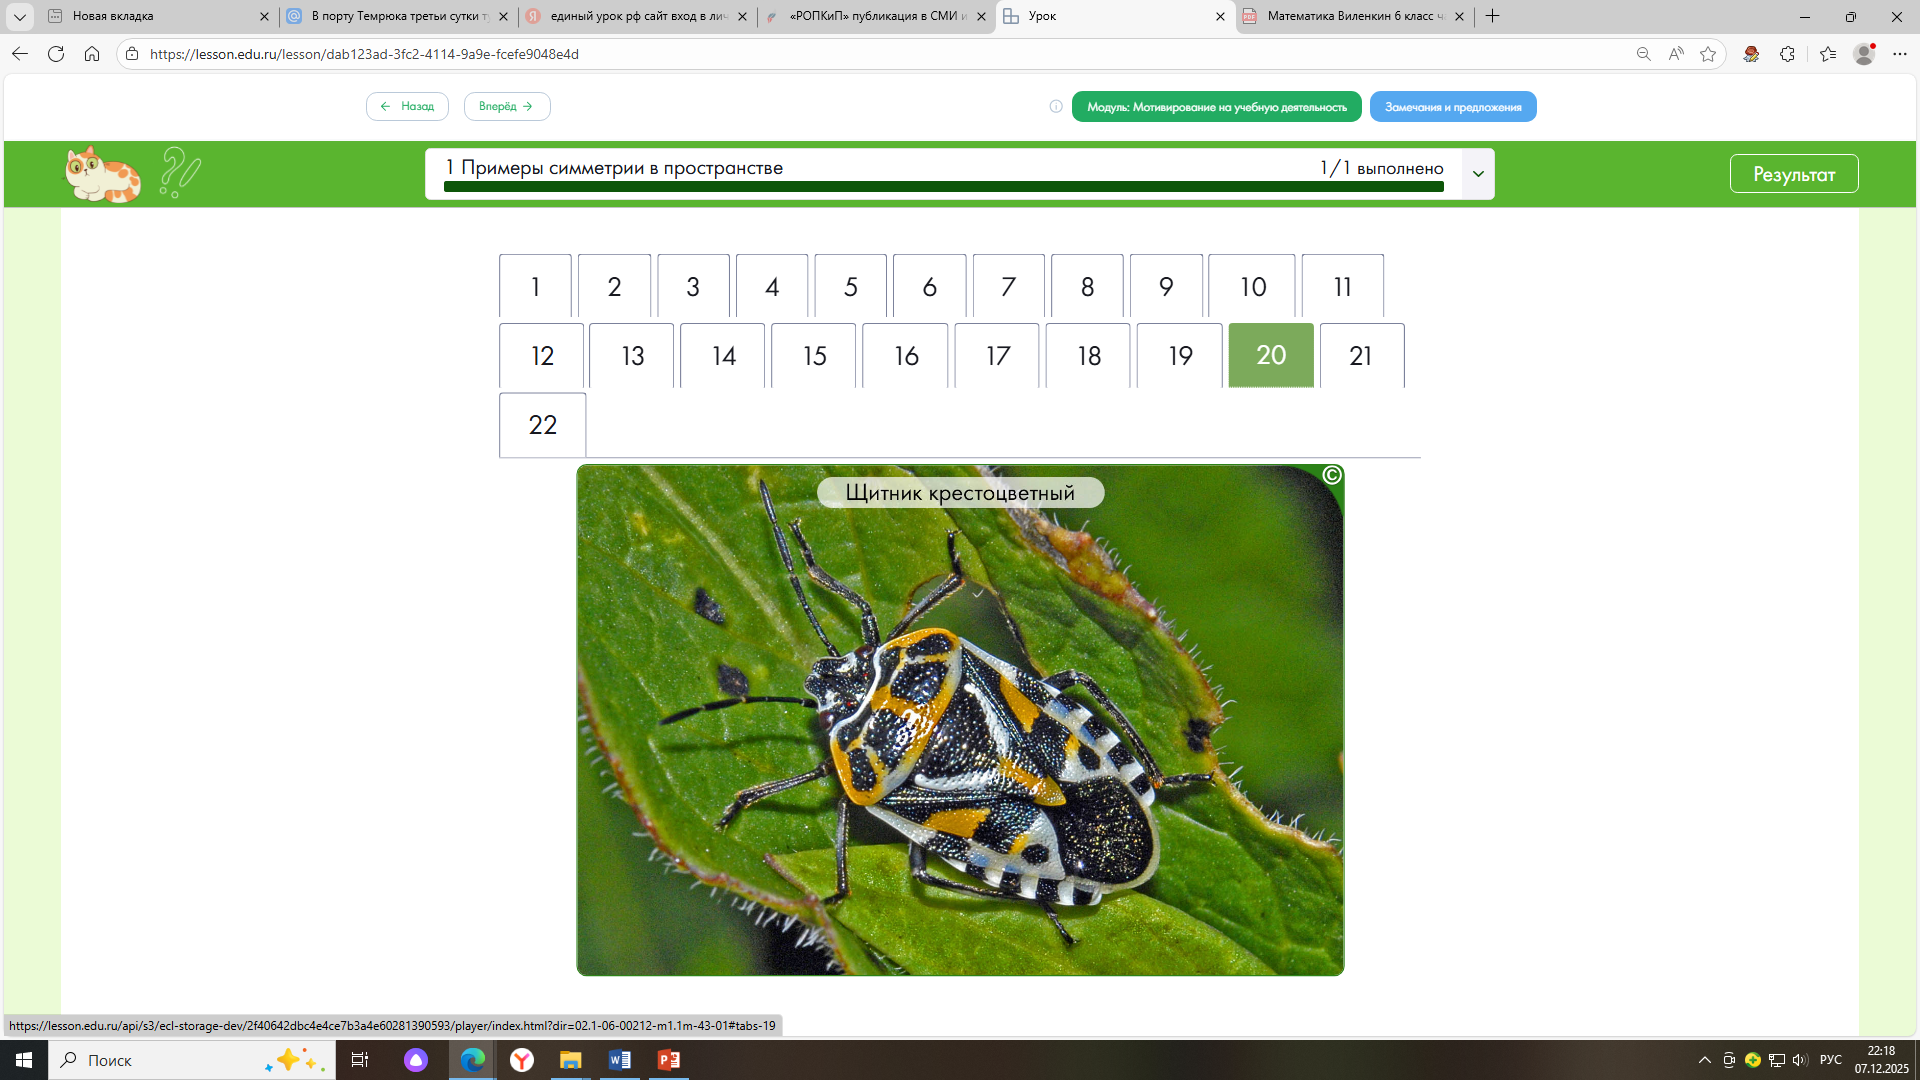 Новая вкладка
В порту Темрюка третьи сутки
единый урок рф сайт вход в
«РОПКиП» публикация в СМИ
Урок
Математика Виленкин 6 класс
https://lesson.edu.ru/lesson/dab123ad-3fc2-4114-9a9e-fcefe9048e4d
Назад
Вперёд
Модуль: Мотивирование на учебную деятельность
Замечания и предложения
1 Примеры симметрии в пространстве
1/1 выполнено
Результат
1 2 3 4 5 6 7 8 9 10 11
12 13 14 15 16 17 18 19 20 21
22
Щитник крестоцветный
©
https://lesson.edu.ru/api/s3/ecl-storage-dev/2f40642dbc4e4ce7b3a4e60281390593/player/index.html?dir=02.1-06-00212-m1.1m-43-01#tabs-19
Поиск
РУС
22:18
07.12.2025